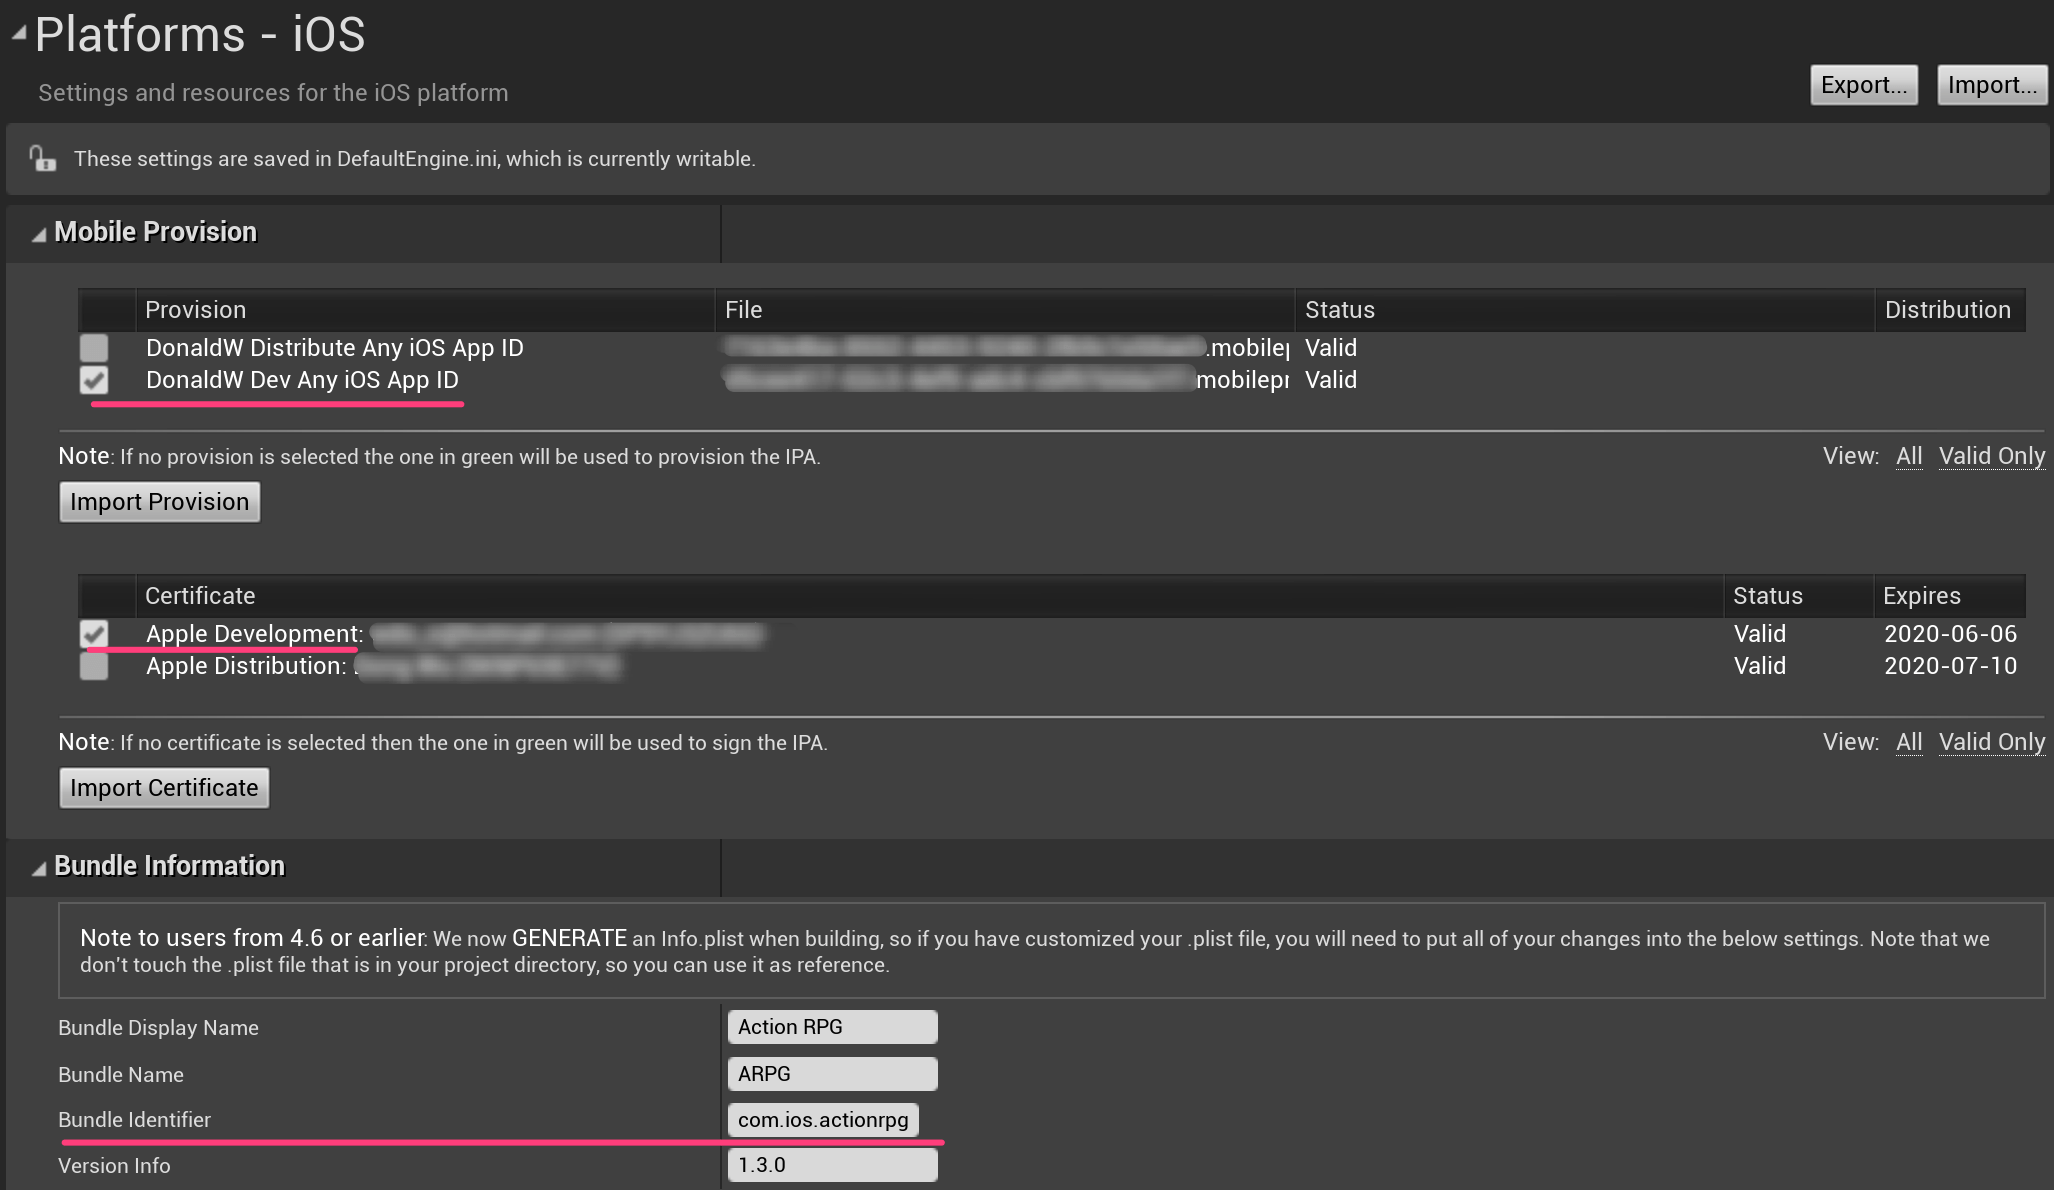 Platforms - iOS
Settings and resources for the iOS platform
Export...
Import...
These settings are saved in DefaultEngine.ini, which is currently writable.
Mobile Provision
Provision File Status Distribution
DonaldW Distribute Any iOS App ID .mobilep Valid
DonaldW Dev Any iOS App ID mobilepr Valid
Note: If no provision is selected the one in green will be used to provision the IPA.
View: All Valid Only
Import Provision
Certificate Status Expires
Apple Development: Valid 2020-06-06
Apple Distribution: Valid 2020-07-10
Note: If no certificate is selected then the one in green will be used to sign the IPA.
View: All Valid Only
Import Certificate
Bundle Information
Note to users from 4.6 or earlier: We now GENERATE an Info.plist when building, so if you have customized your .plist file, you will need to put all of your changes into the below settings. Note that we
don't touch the .plist file that is in your project directory, so you can use it as reference.
Bundle Display Name Action RPG
Bundle Name ARPG
Bundle Identifier com.ios.actionrpg
Version Info 1.3.0